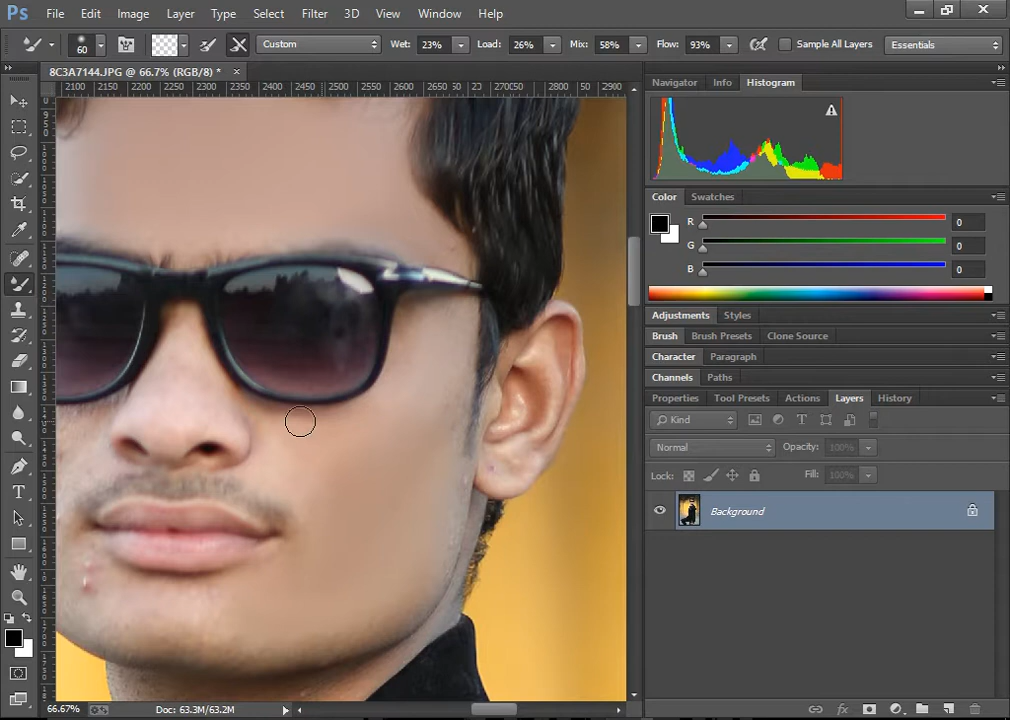 Ps File Edit Image Layer Type Select Filter 3D View Window Help
60 Custom Wet: 23% Load: 26% Mix: 58% Flow: 93% Sample All Layers Essentials
8C3A7144.JPG @ 66.7% (RGB/8) * ×
2100 2150 2200 2250 2300 2350 2400 2450 2500 2550 2600 2650 2700 2800 2900
Navigator Info Histogram
Color Swatches
R 0
G 0
B 0
Adjustments Styles
Brush Brush Presets Clone Source
Character Paragraph
Channels Paths
Properties Tool Presets Actions Layers History
Kind
Normal Opacity: 100%
Lock: Fill: 100%
Background
66.67% Doc: 63.3M/63.2M